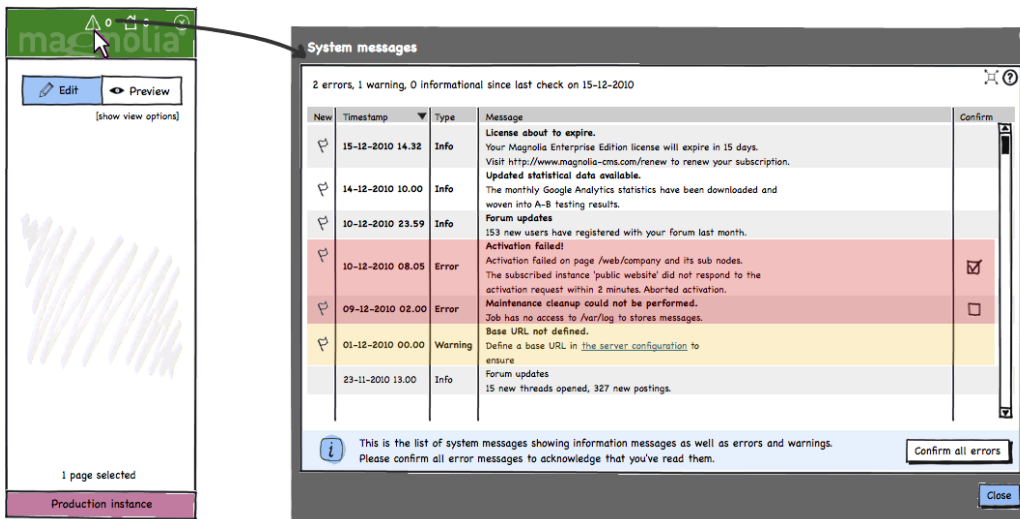 0
magnolia
Edit
Preview
[show view options]
1 page selected
Production instance
System messages
2 errors, 1 warning, 0 informational since last check on 15-12-2010
New Timestamp Type Message Confirm
License about to expire.
15-12-2010 14.32 Info Your Magnolia Enterprise Edition license will expire in 15 days.
Visit http://www.magnolia-cms.com/renew to renew your subscription.
Updated statistical data available.
14-12-2010 10.00 Info The monthly Google Analytics statistics have been downloaded and
woven into A-B testing results.
Forum updates
10-12-2010 23.59 Info
153 new users have registered with your forum last month.
Activation failed!
Activation failed on page /web/company and its sub nodes.
10-12-2010 08.05 Error
The subscribed instance 'public website' did not respond to the
activation request within 2 minutes. Aborted activation.
Maintenance cleanup could not be performed.
09-12-2010 02.00 Error
Job has no access to /var/log to stores messages.
Base URL not defined.
01-12-2010 00.00 Warning Define a base URL in the server configuration to
ensure
Forum updates
23-11-2010 13.00 Info
15 new threads opened, 327 new postings.
This is the list of system messages showing information messages as well as errors and warnings.
Please confirm all error messages to acknowledge that you've read them.
Confirm all errors
Close